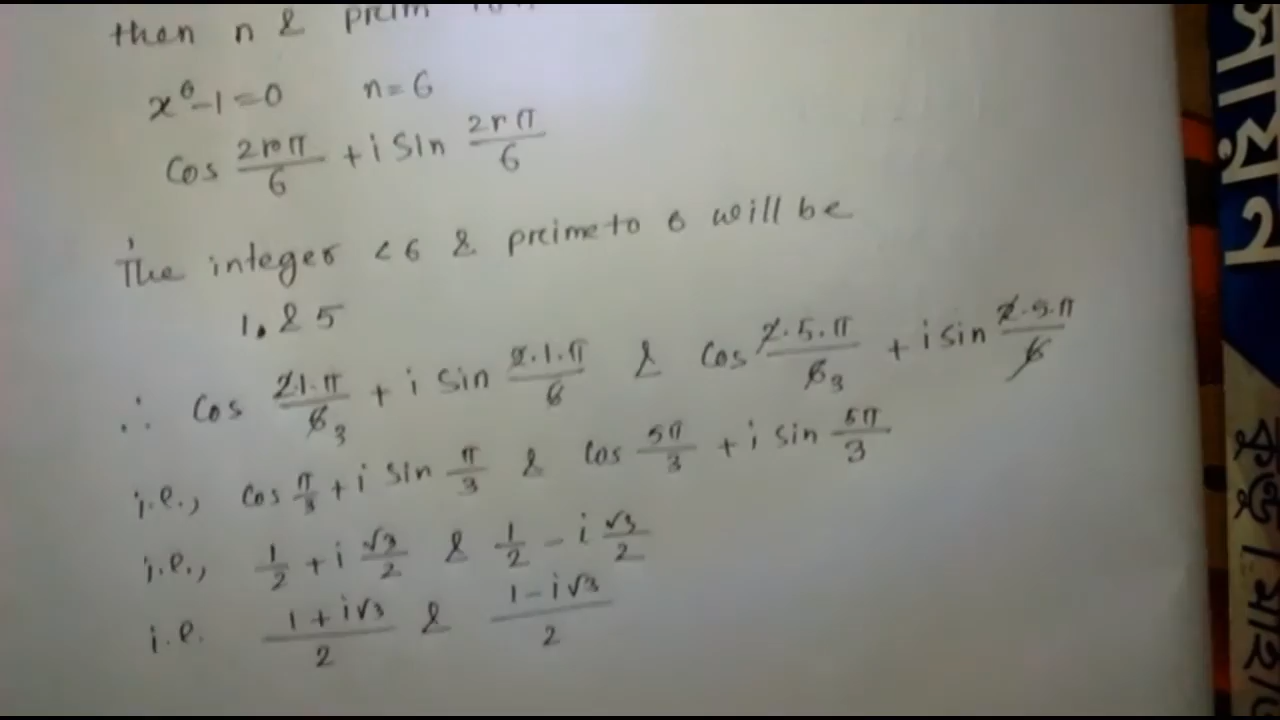 then n & prim
x⁶-1=0 n=6
Cos 2rπ/6 + i Sin 2rπ/6
The integer < 6 & prime to 6 will be
1. & 5
∴ Cos 2.1.π/6 3 + i Sin 2.1.π/6 & Cos 2.5.π/6 3 + i sin 2.5.π/6
i.e., Cos π/3 + i Sin π/3 & Cos 5π/3 + i sin 5π/3
i.e., 1/2 + i √3/2 & 1/2 - i √3/2
i.e. 1+i√3/2 & 1-i√3/2